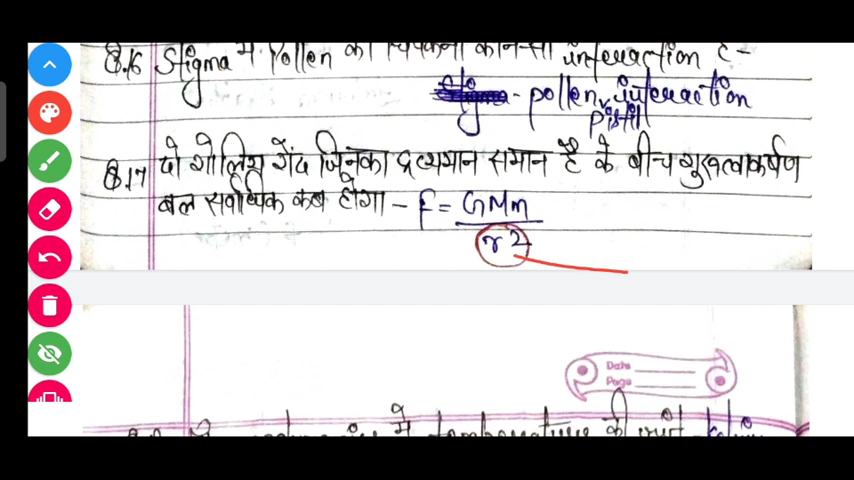 Q.16 Stigma में Pollen का चिपकना कौनसा interaction है -
pollen pistil interaction
Q.17 दो गोलिय गेंद जिनका द्रव्यमान समान है के बीच गुरुत्वाकर्षण
बल सर्वाधिक कब होगा - F = GMm
r2
Date
Page
में temperature की